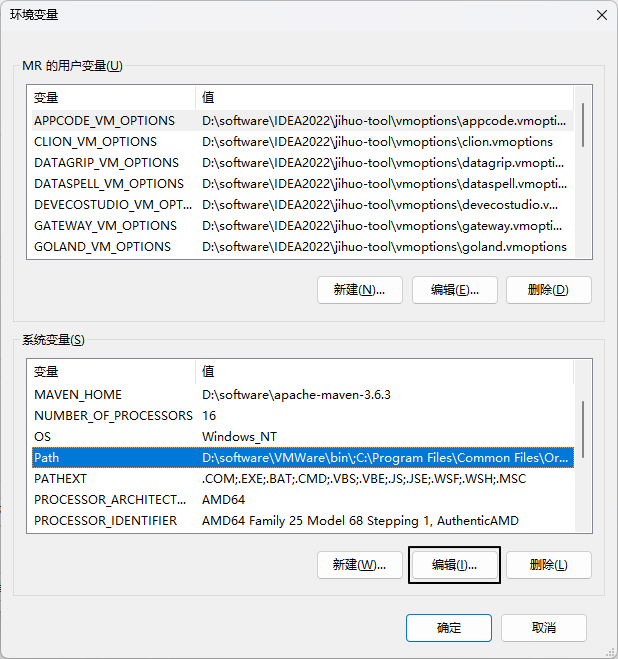 环境变量
MR 的用户变量(U)
变量 值
APPCODE_VM_OPTIONS D:\software\IDEA2022\jihuo-tool\vmoptions\appcode.vmopti...
CLION_VM_OPTIONS D:\software\IDEA2022\jihuo-tool\vmoptions\clion.vmoptions
DATAGRIP_VM_OPTIONS D:\software\IDEA2022\jihuo-tool\vmoptions\datagrip.vmopti...
DATASPELL_VM_OPTIONS D:\software\IDEA2022\jihuo-tool\vmoptions\dataspell.vmopti...
DEVECOSTUDIO_VM_OPT... D:\software\IDEA2022\jihuo-tool\vmoptions\devecostudio.v...
GATEWAY_VM_OPTIONS D:\software\IDEA2022\jihuo-tool\vmoptions\gateway.vmopti...
GOLAND_VM_OPTIONS D:\software\IDEA2022\jihuo-tool\vmoptions\goland.vmoptions
新建(N)... 编辑(E)... 删除(D)
系统变量(S)
变量 值
MAVEN_HOME D:\software\apache-maven-3.6.3
NUMBER_OF_PROCESSORS 16
OS Windows_NT
Path D:\software\VMWare\bin\;C:\Program Files\Common Files\Or...
PATHEXT .COM;.EXE;.BAT;.CMD;.VBS;.VBE;.JS;.JSE;.WSF;.WSH;.MSC
PROCESSOR_ARCHITECT... AMD64
PROCESSOR_IDENTIFIER AMD64 Family 25 Model 68 Stepping 1, AuthenticAMD
新建(W)... 编辑(I)... 删除(L)
确定 取消